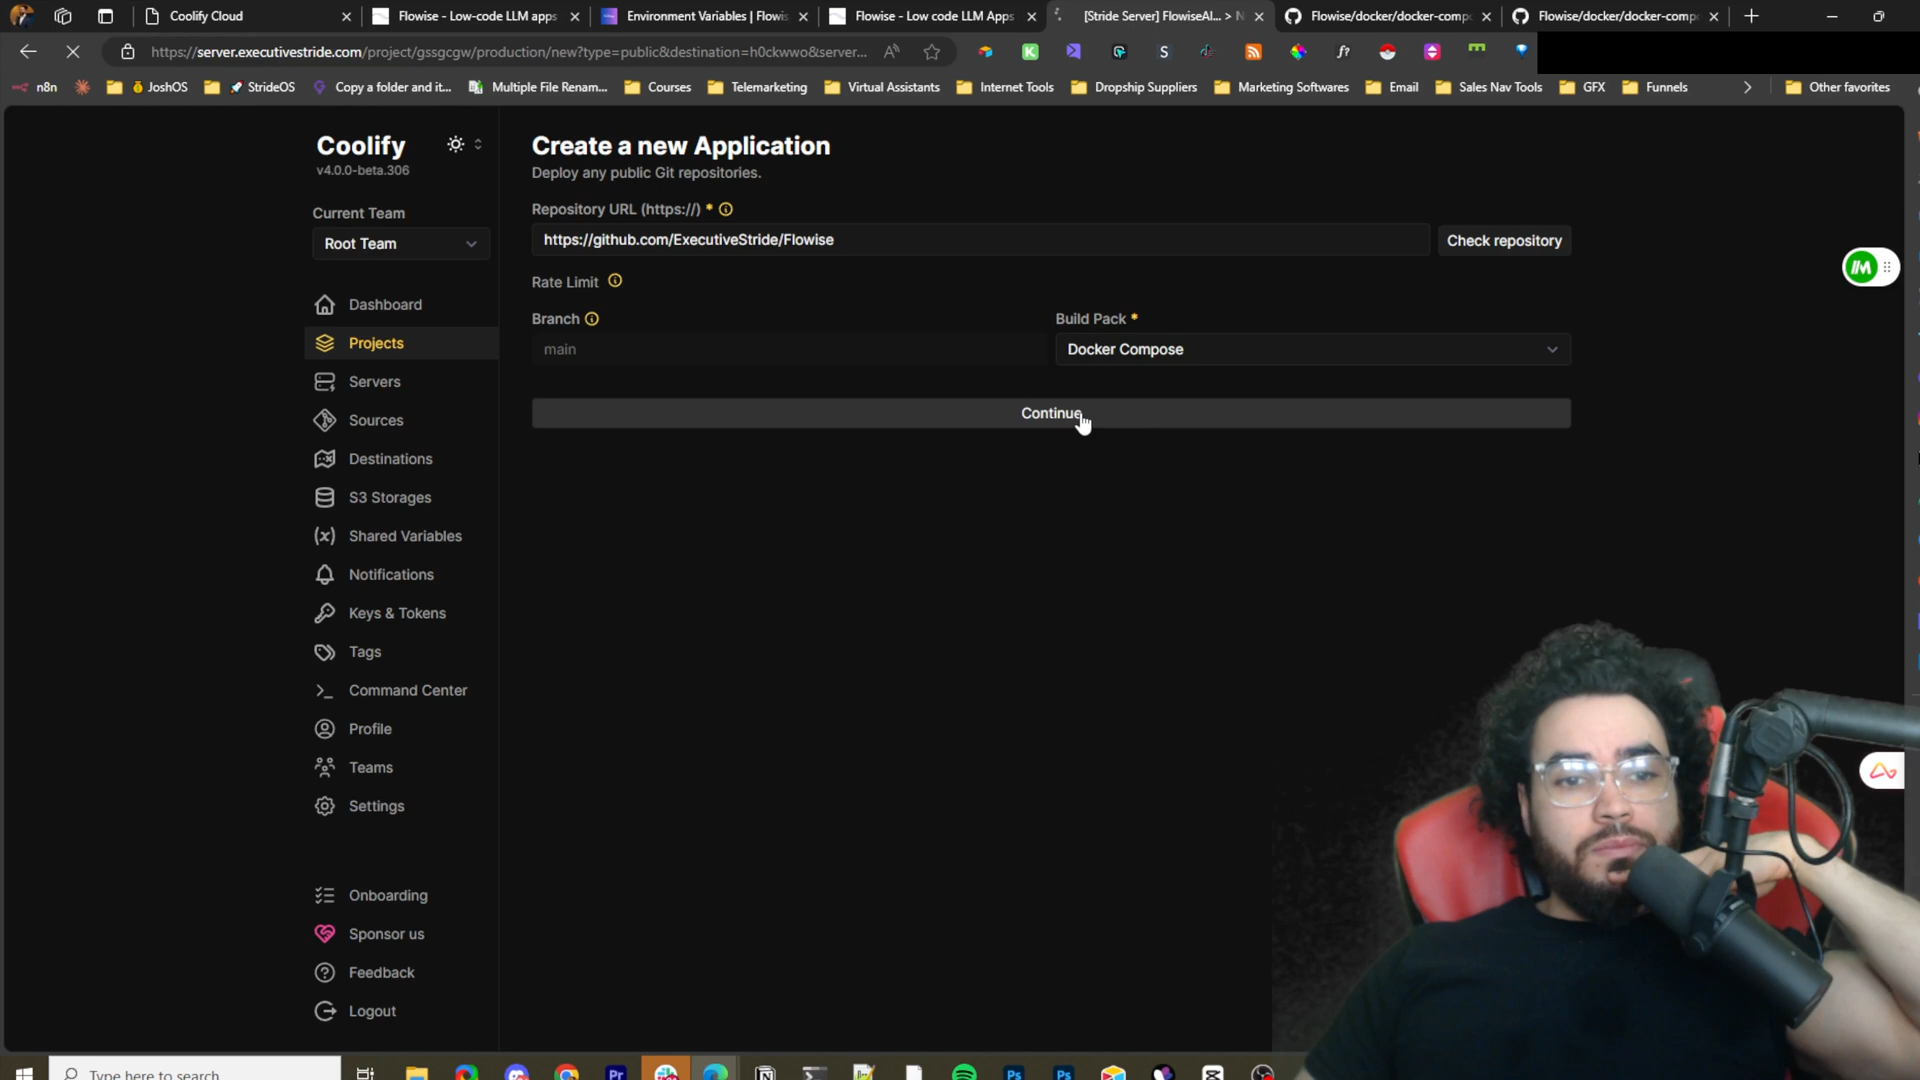 Coolify Cloud
Flowise - Low-code LLM apps
Environment Variables | Flowis
Flowise - Low code LLM Apps
[Stride Server] FlowiseAI... > N
Flowise/docker/docker-comp
Flowise/docker/docker-comp
https://server.executivestride.com/project/gssgcgw/production/new?type=public&destination=h0ckwwo&server...
n8n
JoshOS
StrideOS
Copy a folder and it...
Multiple File Renam...
Courses
Telemarketing
Virtual Assistants
Internet Tools
Dropship Suppliers
Marketing Softwares
Email
Sales Nav Tools
GFX
Funnels
Other favorites
Coolify
v4.0.0-beta.306
Current Team
Root Team
Dashboard
Projects
Servers
Sources
Destinations
S3 Storages
Shared Variables
Notifications
Keys & Tokens
Tags
Command Center
Profile
Teams
Settings
Onboarding
Sponsor us
Feedback
Logout
Create a new Application
Deploy any public Git repositories.
Repository URL (https://) *
https://github.com/ExecutiveStride/Flowise
Check repository
Rate Limit
Branch
Build Pack *
main
Docker Compose
Continue
Type here to search
Pr
Ps
Ps